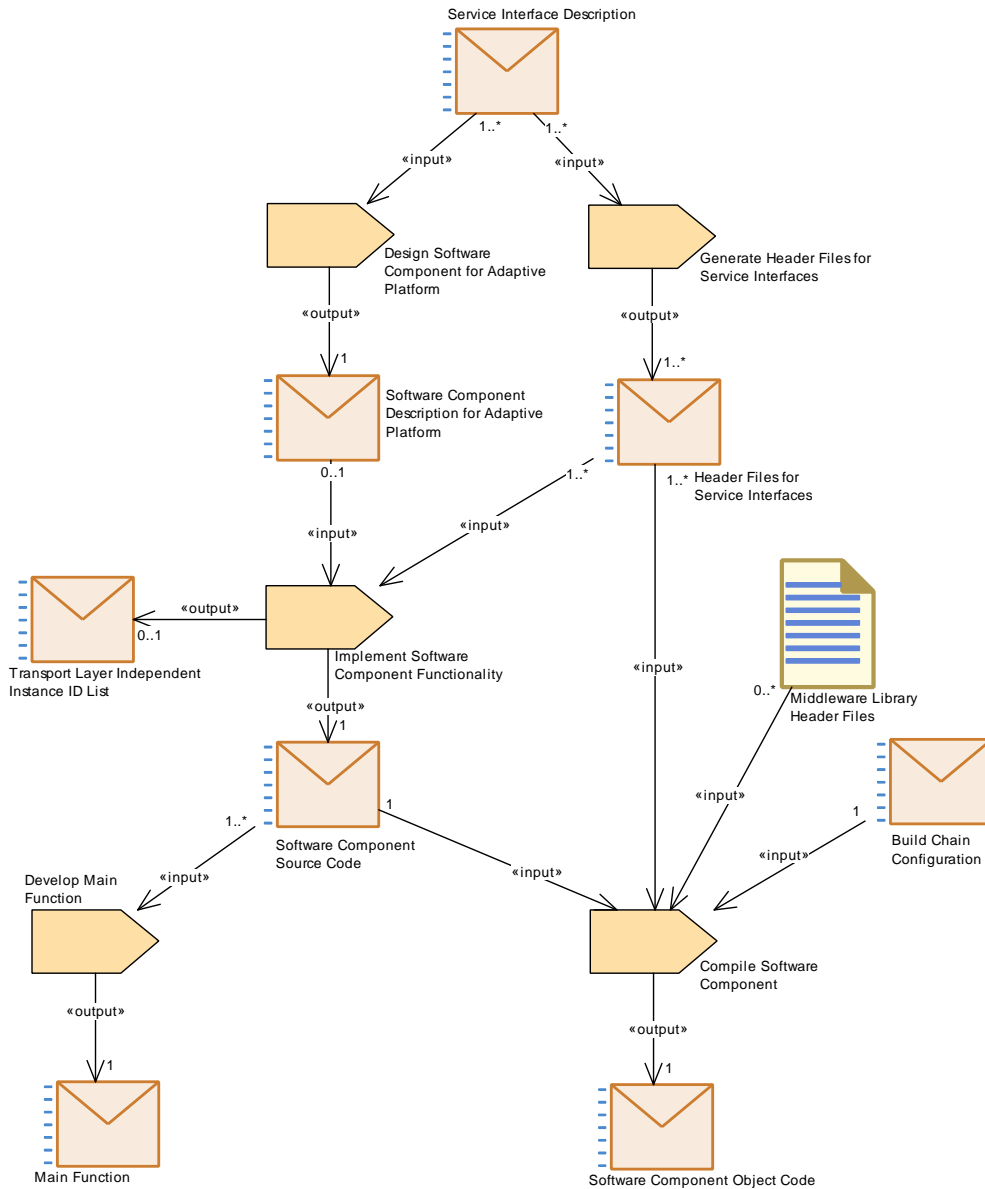 Service Interface Description
1..*
1..*
«input»
«input»
Design Software
Component for Adaptive
Platform
Generate Header Files for
Service Interfaces
«output»
«output»
1
1..*
Software Component
Description for Adaptive
Platform
0..1
1..*
1..*
Header Files for
Service Interfaces
«input»
«input»
«output»
0..1
Transport Layer Independent
Instance ID List
Implement Software
Component Functionality
«input»
0..*
Middleware Library
Header Files
«output»
1
1
1..*
Software Component
Source Code
«input»
1
Build Chain
Configuration
«input»
«input»
«input»
Develop Main
Function
Compile Software
Component
«output»
«output»
1
1
Main Function
Software Component Object Code